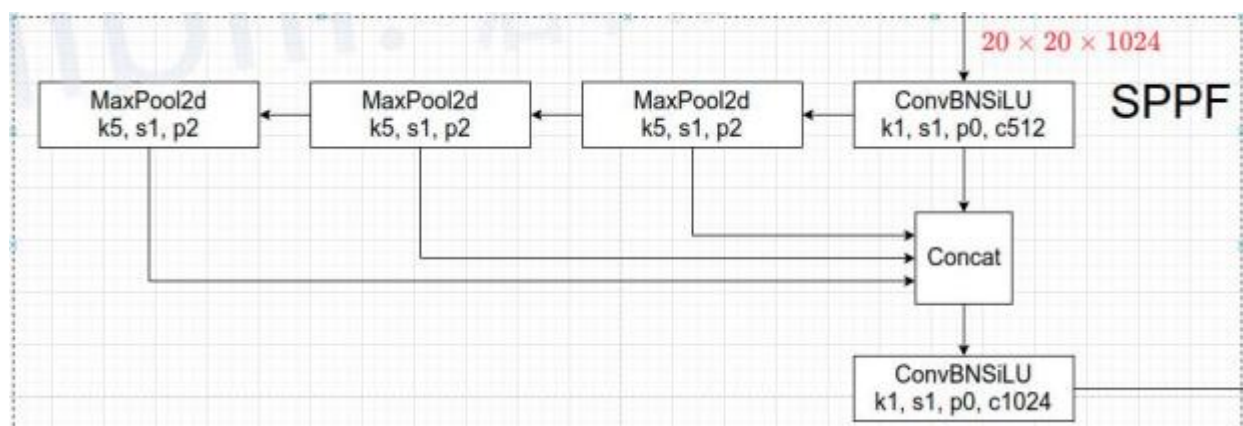 20 × 20 × 1024
SPPF
MaxPool2d
k5, s1, p2
MaxPool2d
k5, s1, p2
MaxPool2d
k5, s1, p2
ConvBNSiLU
k1, s1, p0, c512
Concat
ConvBNSiLU
k1, s1, p0, c1024